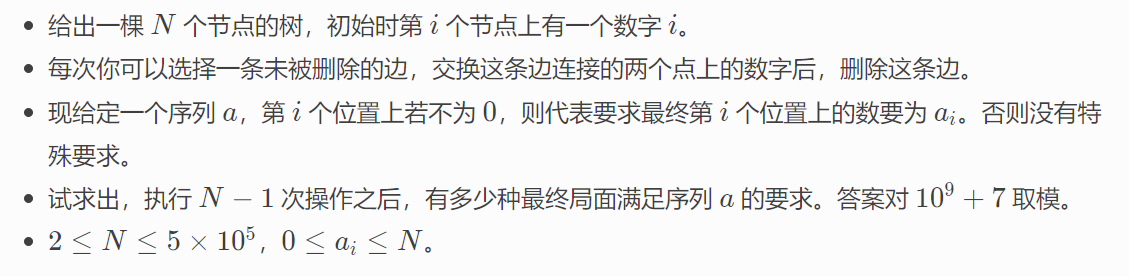 • 给出一棵 $N$ 个节点的树，初始时第 $i$ 个节点上有一个数字 $i$。
• 每次你可以选择一条未被删除的边，交换这条边连接的两个点上的数字后，删除这条边。
• 现给定一个序列 $a$，第 $i$ 个位置上若不为 $0$，则代表要求最终第 $i$ 个位置上的数要为 $a_i$。否则没有特
殊要求。
• 试求出，执行 $N-1$ 次操作之后，有多少种最终局面满足序列 $a$ 的要求。答案对 $10^9+7$ 取模。
• $2 \leq N \leq 5 \times 10^5$，$0 \leq a_i \leq N$。